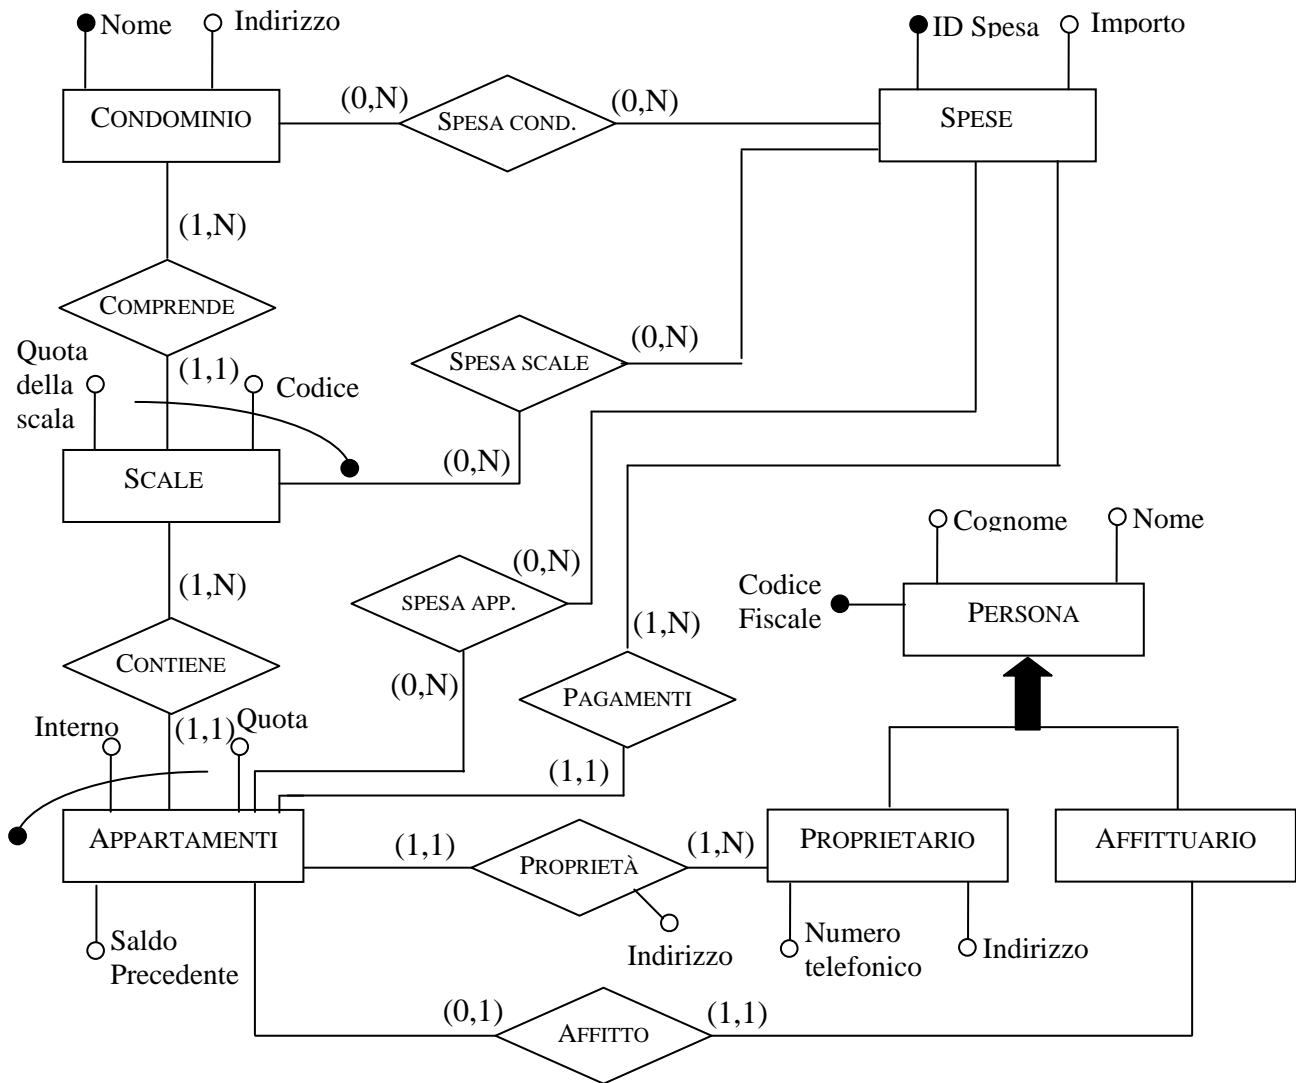 Nome
Indirizzo
ID Spesa
Importo
CONDOMINIO
(0,N)
SPESA COND.
(0,N)
SPESE
(1,N)
COMPRENDE
(1,1)
Quota
della
scala
Codice
SPESA SCALE
(0,N)
(0,N)
SCALE
(1,N)
CONTIENE
(1,1)
SPESA APP.
(0,N)
(0,N)
(1,N)
PAGAMENTI
(1,1)
Cognome
Nome
Codice
Fiscale
PERSONA
Interno
Quota
APPARTAMENTI
(1,1)
PROPRIETÀ
(1,N)
PROPRIETARIO
AFFITTUARIO
Saldo
Precedente
Indirizzo
Numero
telefonico
Indirizzo
(0,1)
AFFITTO
(1,1)